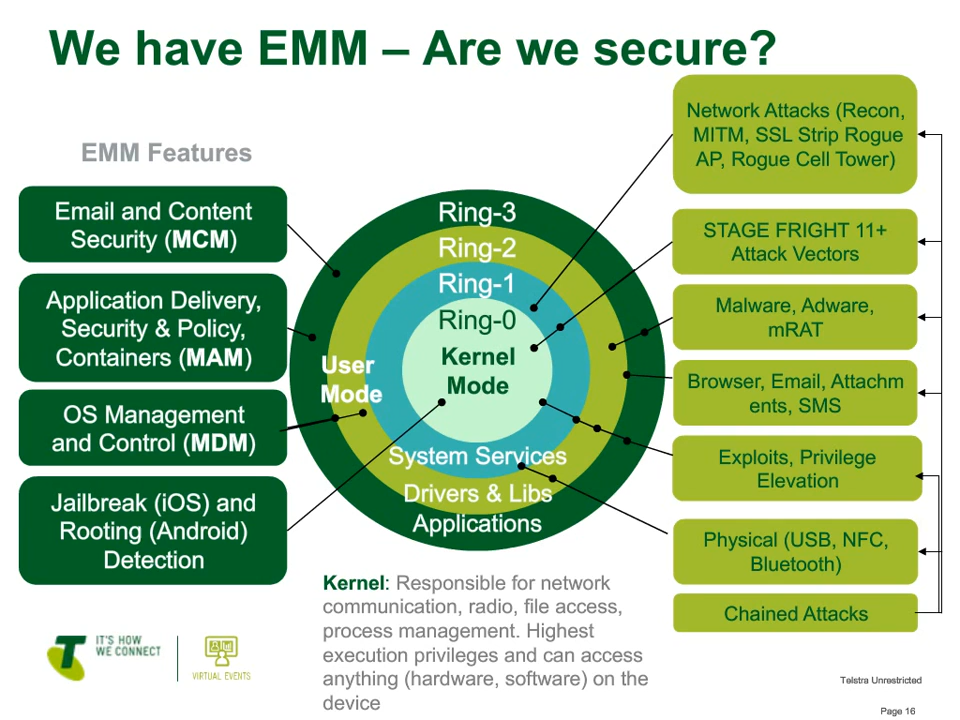 We have EMM – Are we secure?
EMM Features
Email and Content
Security (MCM)
Application Delivery,
Security & Policy,
Containers (MAM)
OS Management
and Control (MDM)
Jailbreak (iOS) and
Rooting (Android)
Detection
Ring-3
Ring-2
Ring-1
Ring-0
Kernel
Mode
User
Mode
System Services
Drivers & Libs
Applications
Network Attacks (Recon,
MITM, SSL Strip Rogue
AP, Rogue Cell Tower)
STAGE FRIGHT 11+
Attack Vectors
Malware, Adware,
mRAT
Browser, Email, Attachm
ents, SMS
Exploits, Privilege
Elevation
Physical (USB, NFC,
Bluetooth)
Chained Attacks
Kernel: Responsible for network
communication, radio, file access,
process management. Highest
execution privileges and can access
anything (hardware, software) on the
device
IT'S HOW
WE CONNECT
VIRTUAL EVENTS
Telstra Unrestricted
Page 16